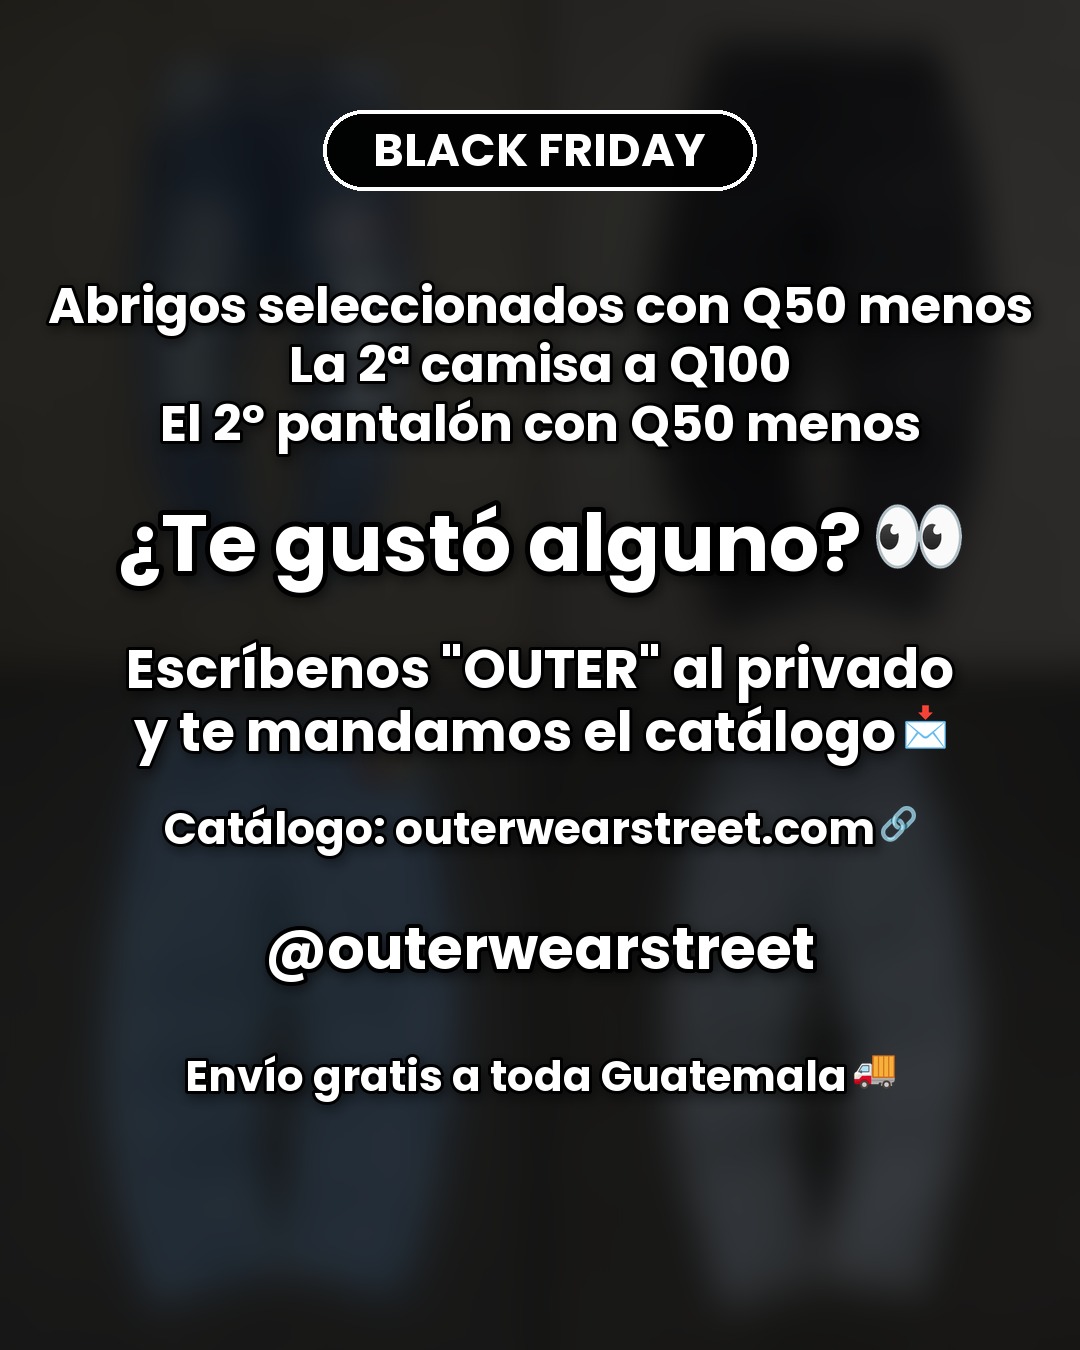 BLACK FRIDAY
Abrigos seleccionados con Q50 menos
La 2ª camisa a Q100
El 2º pantalón con Q50 menos
¿Te gustó alguno? 👀
Escríbenos "OUTER" al privado
y te mandamos el catálogo 📩
Catálogo: outerwearstreet.com 🔗
@outerwearstreet
Envío gratis a toda Guatemala 🚚